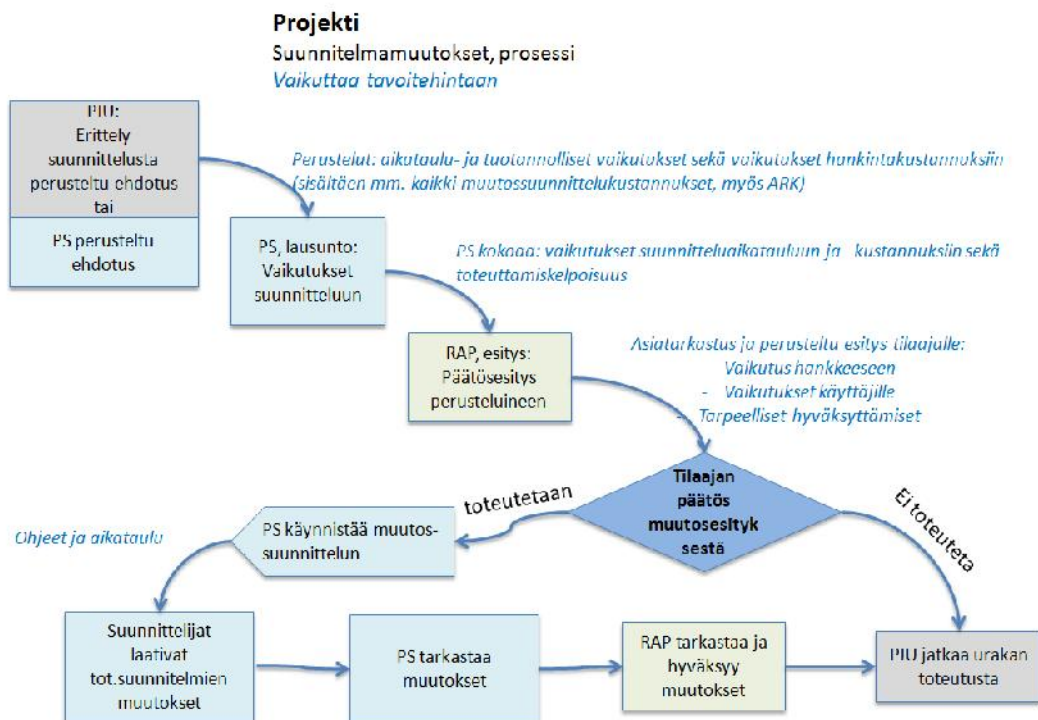 Projekti
Suunnitelmamuutokset, prosessi
Vaikuttaa tavoitehintaan
PJU:
Erittely
suunnittelusta
perusteltu ehdotus
tai
PS perusteltu
ehdotus
Perustelut: aikataulu- ja tuotannolliset vaikutukset sekä vaikutukset hankintakustannuksiin
(sisältäen mm. kaikki muutossuunnittelukustannukset, myös ARK)
PS, lausunto:
Vaikutukset
suunnitteluun
PS kokoaa: vaikutukset suunnitteluaikatauluun ja kustannuksiin sekä
toteuttamiskelpoisuus
RAP, esitys:
Päätösesitys
perusteluineen
Asiatarkastus ja perusteltu esitys tilaajalle:
Vaikutus hankkeeseen
- Vaikutukset käyttäjille
- Tarpeelliset hyväksyttämiset
Tilaajan
päätös
muutosesityk
sestä
toteutetaan
Ei toteuteta
Ohjeet ja aikataulu
PS käynnistää muutos-
suunnittelun
Suunnittelijat
laativat
tot.suunnitelmien
muutokset
PS tarkastaa
muutokset
RAP tarkastaa ja
hyväksyy
muutokset
PJU jatkaa urakan
toteutusta